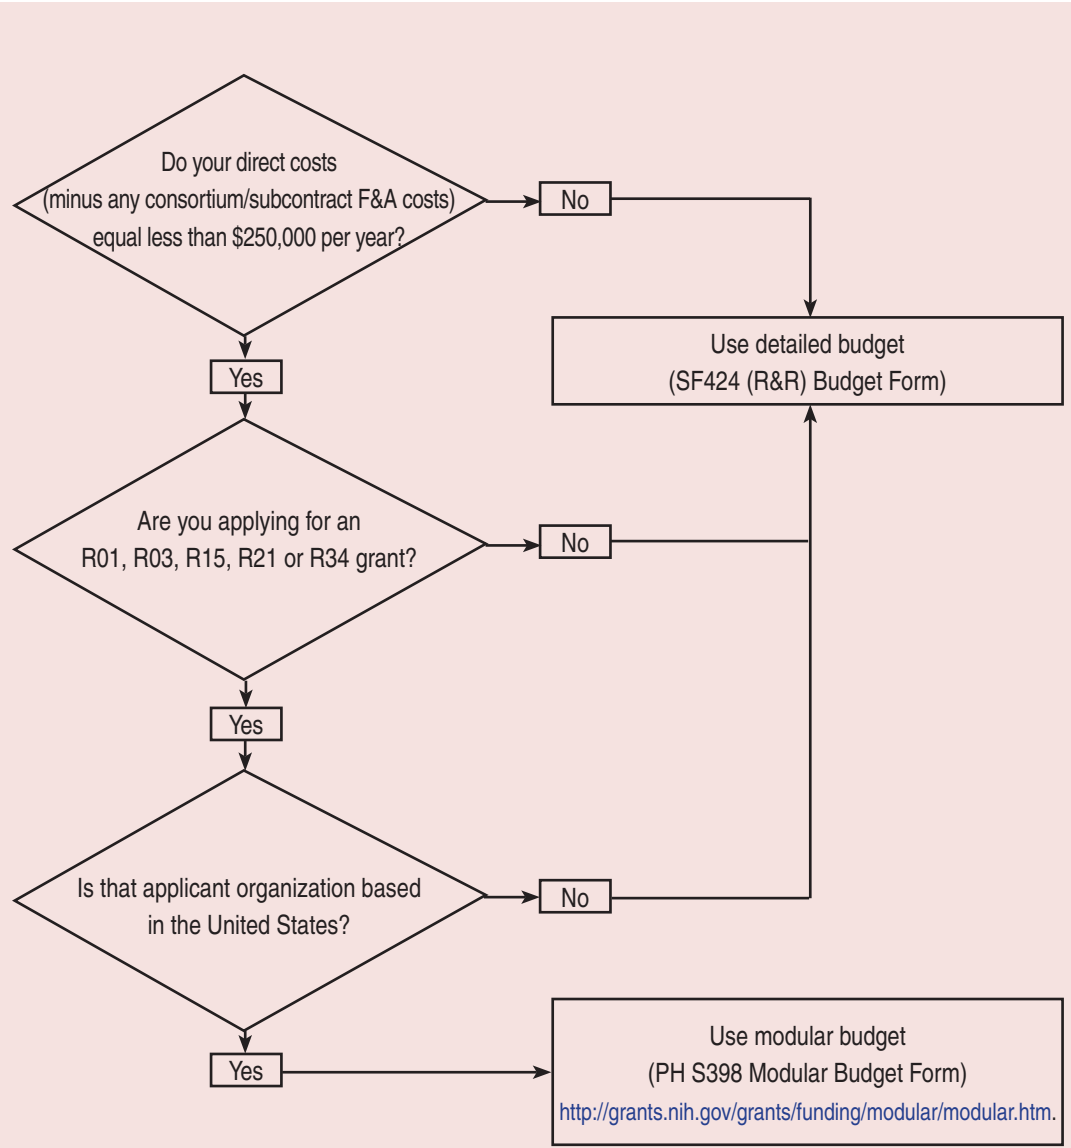 Do your direct costs
(minus any consortium/subcontract F&A costs)
equal less than $250,000 per year?
No
Use detailed budget
(SF424 (R&R) Budget Form)
Yes
Are you applying for an
R01, R03, R15, R21 or R34 grant?
No
Yes
Is that applicant organization based
in the United States?
No
Yes
Use modular budget
(PH S398 Modular Budget Form)
http://grants.nih.gov/grants/funding/modular/modular.htm.